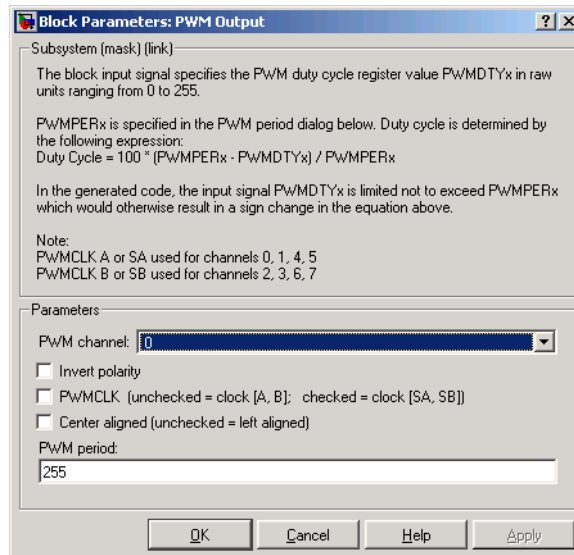 Block Parameters: PWM Output
Subsystem (mask) (link)
The block input signal specifies the PWM duty cycle register value PWMDTYx in raw
units ranging from 0 to 255.
PWMPERx is specified in the PWM period dialog below. Duty cycle is determined by
the following expression:
Duty Cycle = 100 * (PWMPERx - PWMDTYx) / PWMPERx
In the generated code, the input signal PWMDTYx is limited not to exceed PWMPERx
which would otherwise result in a sign change in the equation above.
Note:
PWMCLK A or SA used for channels 0, 1, 4, 5
PWMCLK B or SB used for channels 2, 3, 6, 7
Parameters
PWM channel: 0
Invert polarity
PWMCLK (unchecked = clock [A, B]; checked = clock [SA, SB])
Center aligned (unchecked = left aligned)
PWM period:
255
OK Cancel Help Apply